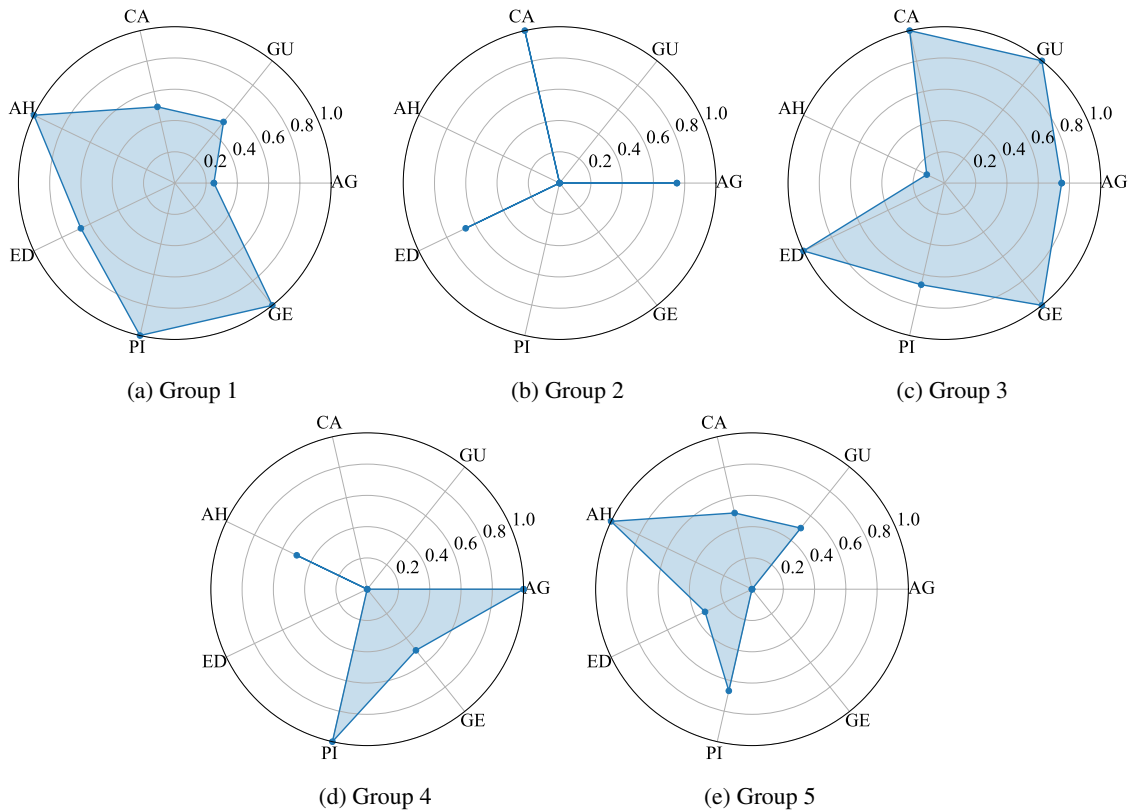 CA
GU
AH
1.0
0.8
0.6
0.4
0.2
AG
ED
GE
PI
(a) Group 1
CA
GU
AH
1.0
0.8
0.6
0.4
0.2
AG
ED
GE
PI
(b) Group 2
CA
GU
AH
1.0
0.8
0.6
0.4
0.2
AG
ED
GE
PI
(c) Group 3
CA
GU
AH
1.0
0.8
0.6
0.4
0.2
AG
ED
GE
PI
(d) Group 4
CA
GU
AH
1.0
0.8
0.6
0.4
0.2
AG
ED
GE
PI
(e) Group 5